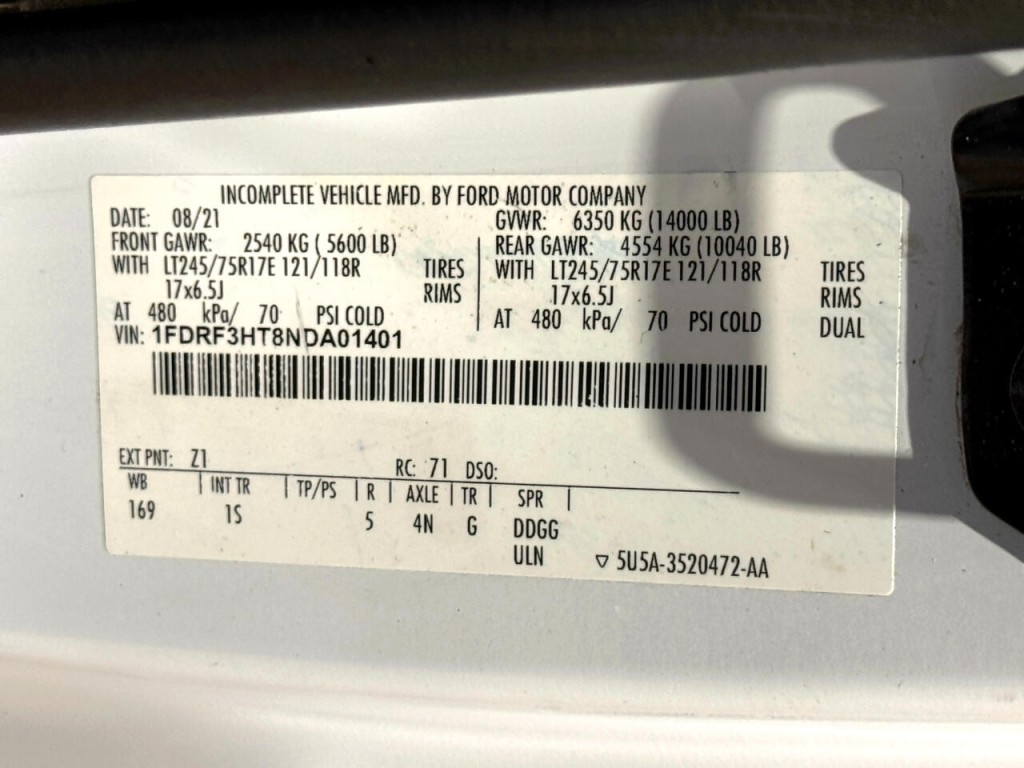 INCOMPLETE VEHICLE MFD. BY FORD MOTOR COMPANY
DATE: 08/21 GVWR: 6350 KG (14000 LB)
FRONT GAWR: 2540 KG ( 5600 LB) REAR GAWR: 4554 KG (10040 LB)
WITH LT245/75R17E 121/118R TIRES WITH LT245/75R17E 121/118R TIRES
17x6.5J RIMS 17x6.5J RIMS
AT 480 kPa/ 70 PSI COLD AT 480 kPa/ 70 PSI COLD DUAL
VIN: 1FDRF3HT8NDA01401
EXT PNT: Z1 RC: 71 DSO:
WB INT TR TP/PS R AXLE TR SPR
169 1S 5 4N G DDGG
ULN ▽ 5U5A-3520472-AA